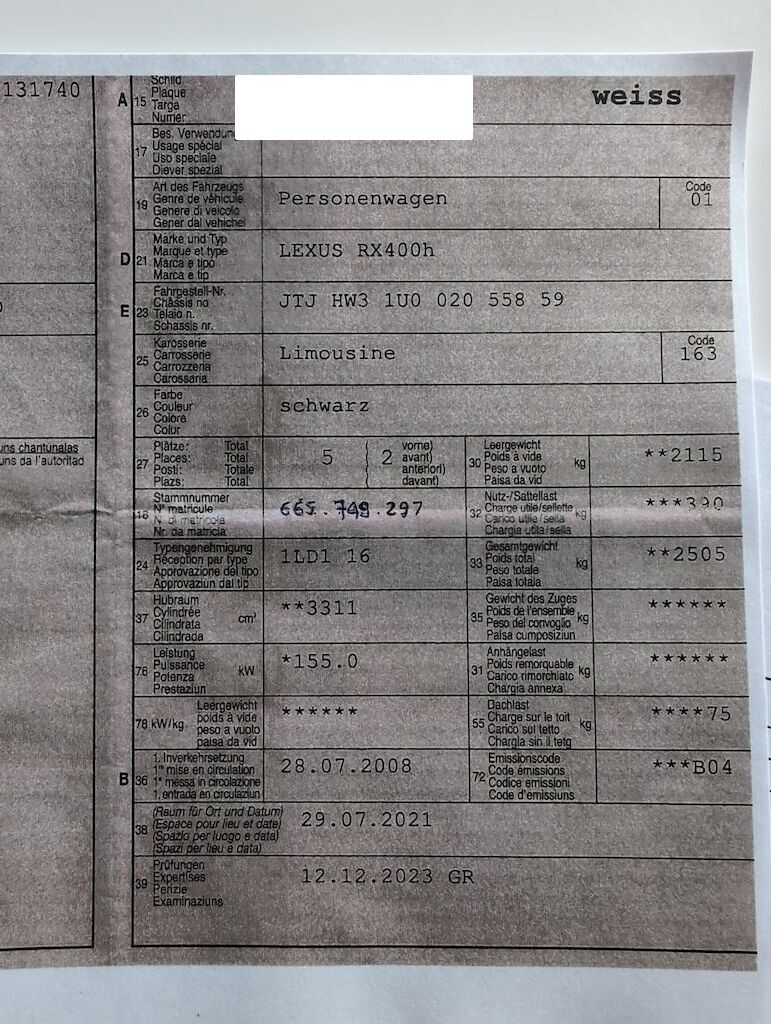 131740
A 15 Schild
Plaque
Targa
Numer
weiss
17 Bes. Verwendung
Usage spécial
Uso speciale
Diever spezial
19 Art des Fahrzeugs
Genre de véhicule
Genere di veicolo
Gener dal vehichel
Personenwagen
Code
01
D 21 Marke und Typ
Marque et type
Marca e tipo
Marca e tip
LEXUS RX400h
E 23 Fahrgestell-Nr.
Châssis no
Telaio n.
Schassis nr.
JTJ HW3 1U0 020 558 59
25 Karosserie
Carrosserie
Carrozzeria
Carossaria
Limousine
Code
163
26 Farbe
Couleur
Colore
Colur
schwarz
uns chantunalas
uns da l'autoritad
27 Plätze: Total
Places: Total
Posti: Totale
Plazs: Total
5 ( 2 vorne)
avant)
anteriori)
davant)
30 Leergewicht
Poids à vide
Peso a vuoto
Paisa da vid
kg
**2115
18 Stammnummer
N° matricule
N. di matricola
Nr. da matricla
665.749.297
32 Nutz-/Sattellast
Charge utile/sellette
Carico utile/sella
Chargia utila/sella
kg
***390
24 Typengenehmigung
Réception par type
Approvazione del tipo
Approvaziun dal tip
1LD1 16
33 Gesamtgewicht
Poids total
Peso totale
Paisa totala
kg
**2505
37 Hubraum
Cylindrée
Cilindrata
Cilindrada
cm³
**3311
35 Gewicht des Zuges
Poids de l'ensemble
Peso del convoglio
Paisa cumposiziun
kg
******
76 Leistung
Puissance
Potenza
Prestaziun
kW
*155.0
31 Anhängelast
Poids remorquable
Carico rimorchiato
Chargia annexa
kg
******
78 kW/kg Leergewicht
poids à vide
peso a vuoto
paisa da vid
******
55 Dachlast
Charge sur le toit
Carico sul tetto
Chargia sin il tetg
kg
****75
B 36 1. Inverkehrsetzung
1re mise en circulation
1a messa in circolazione
1. entrada en circulaziun
28.07.2008
72 Emissionscode
Code émissions
Codice emissioni
Code d'emissiuns
***B04
38 (Raum für Ort und Datum)
(Espace pour lieu et date)
(Spazio per luogo e data)
(Spazi per lieu e data)
29.07.2021
39 Prüfungen
Expertises
Perizie
Examinaziuns
12.12.2023 GR